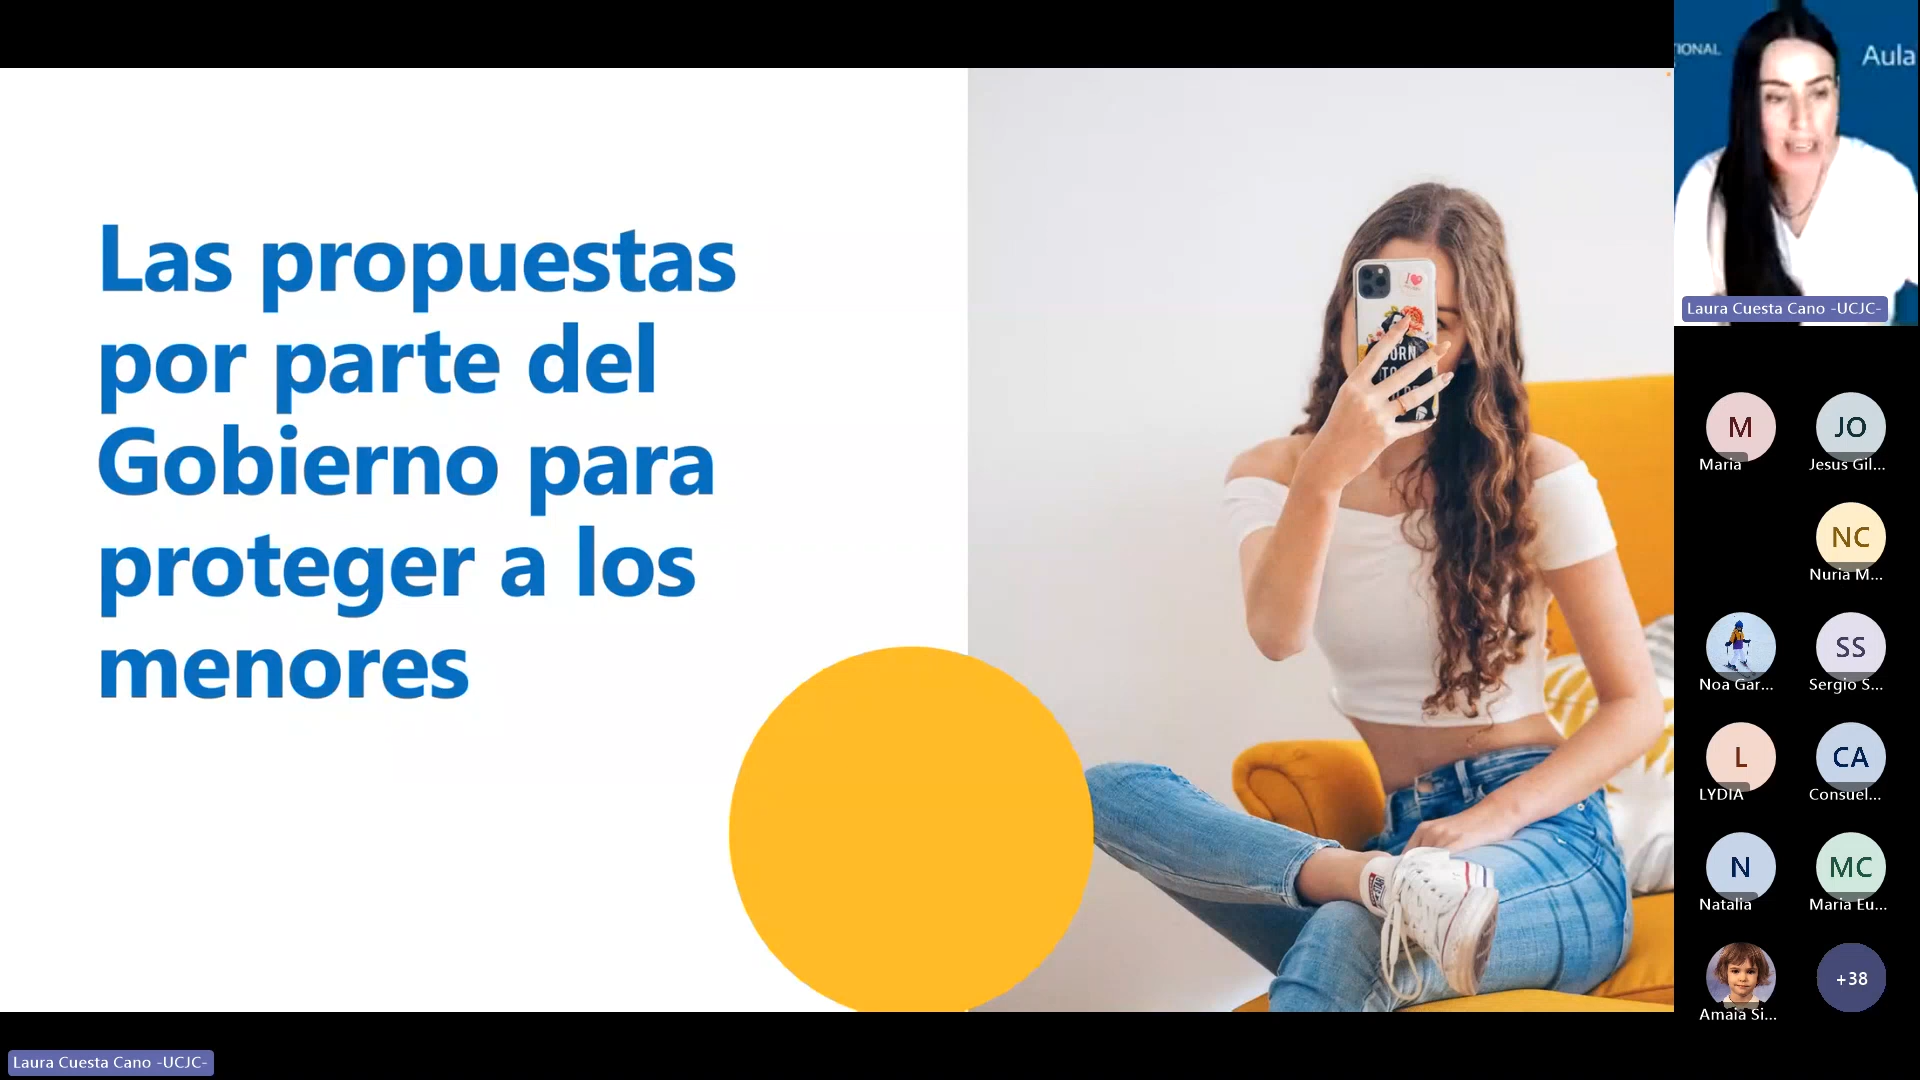 Las propuestas
por parte del
Gobierno para
proteger a los
menores
IONAL
Aula
Laura Cuesta Cano -UCJC-
M
Maria
JO
Jesus Gil...
NC
Nuria M...
Noa Gar...
SS
Sergio S...
L
LYDIA
CA
Consuel...
N
Natalia
MC
Maria Eu...
Amaia Si...
+38
Laura Cuesta Cano -UCJC-